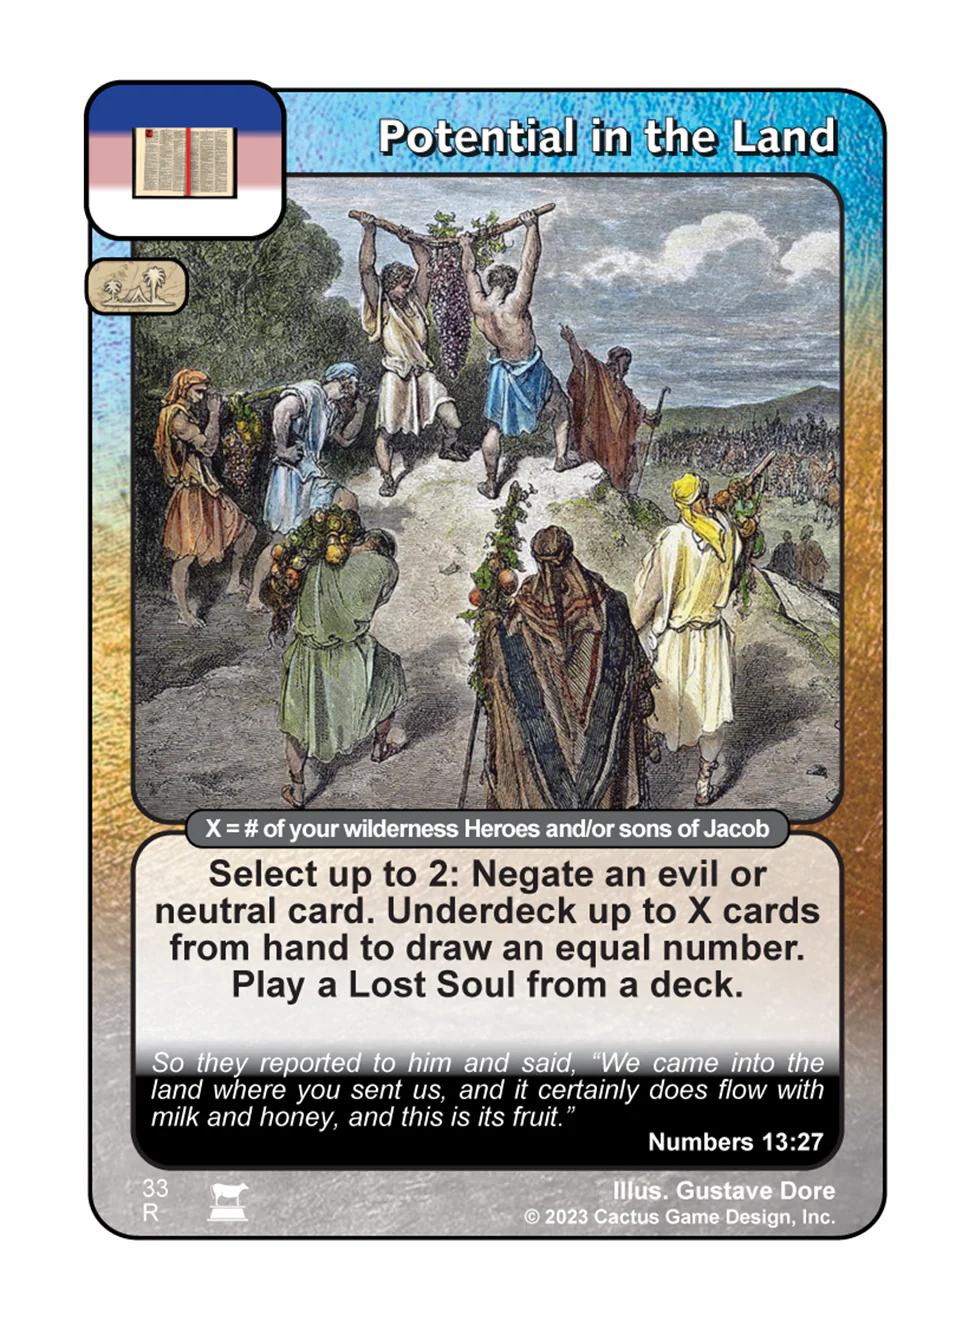 Potential in the Land
X = # of your wilderness Heroes and/or sons of Jacob
Select up to 2: Negate an evil or
neutral card. Underdeck up to X cards
from hand to draw an equal number.
Play a Lost Soul from a deck.
So they reported to him and said, “We came into the
land where you sent us, and it certainly does flow with
milk and honey, and this is its fruit.”
Numbers 13:27
33
R
Illus. Gustave Dore
© 2023 Cactus Game Design, Inc.